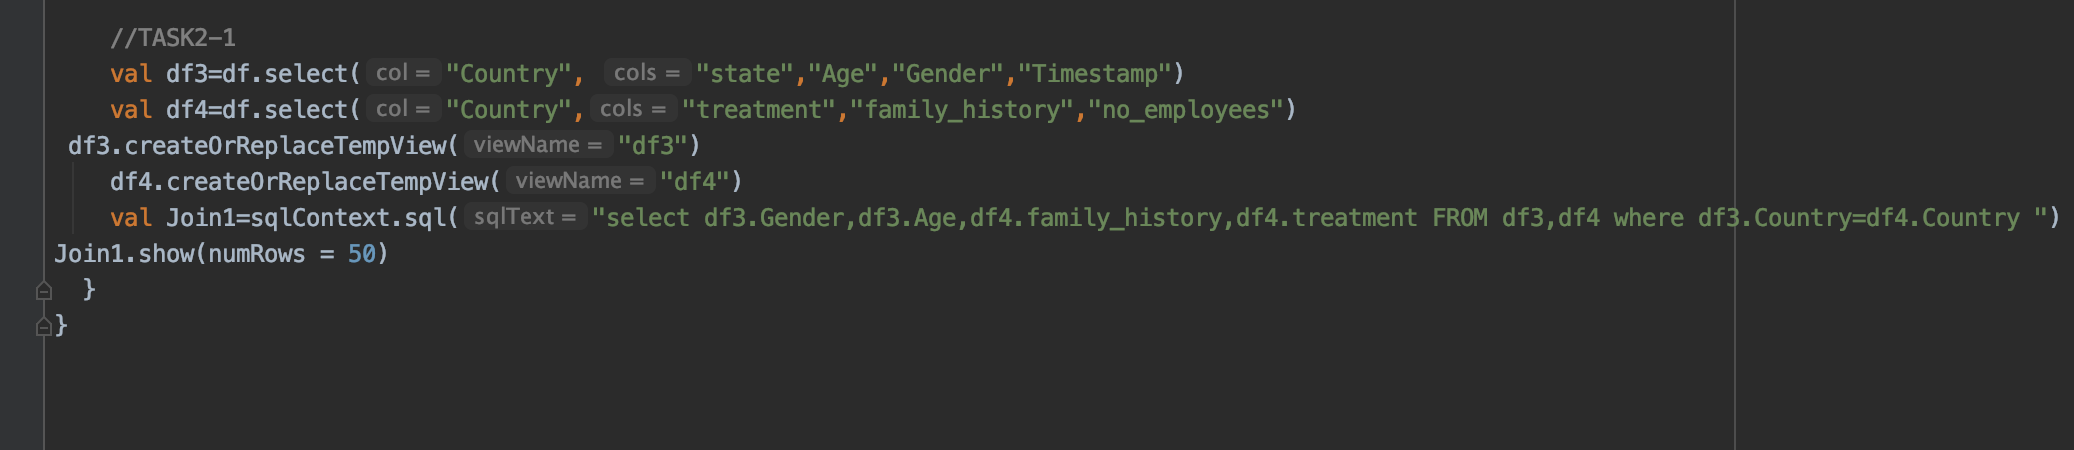 //TASK2-1
val df3=df.select( col = "Country", cols = "state","Age","Gender","Timestamp")
val df4=df.select( col = "Country", cols = "treatment","family_history","no_employees")
df3.createOrReplaceTempView( viewName = "df3")
df4.createOrReplaceTempView( viewName = "df4")
val Join1=sqlContext.sql( sqlText = "select df3.Gender,df3.Age,df4.family_history,df4.treatment FROM df3,df4 where df3.Country=df4.Country ")
Join1.show(numRows = 50)
}
}